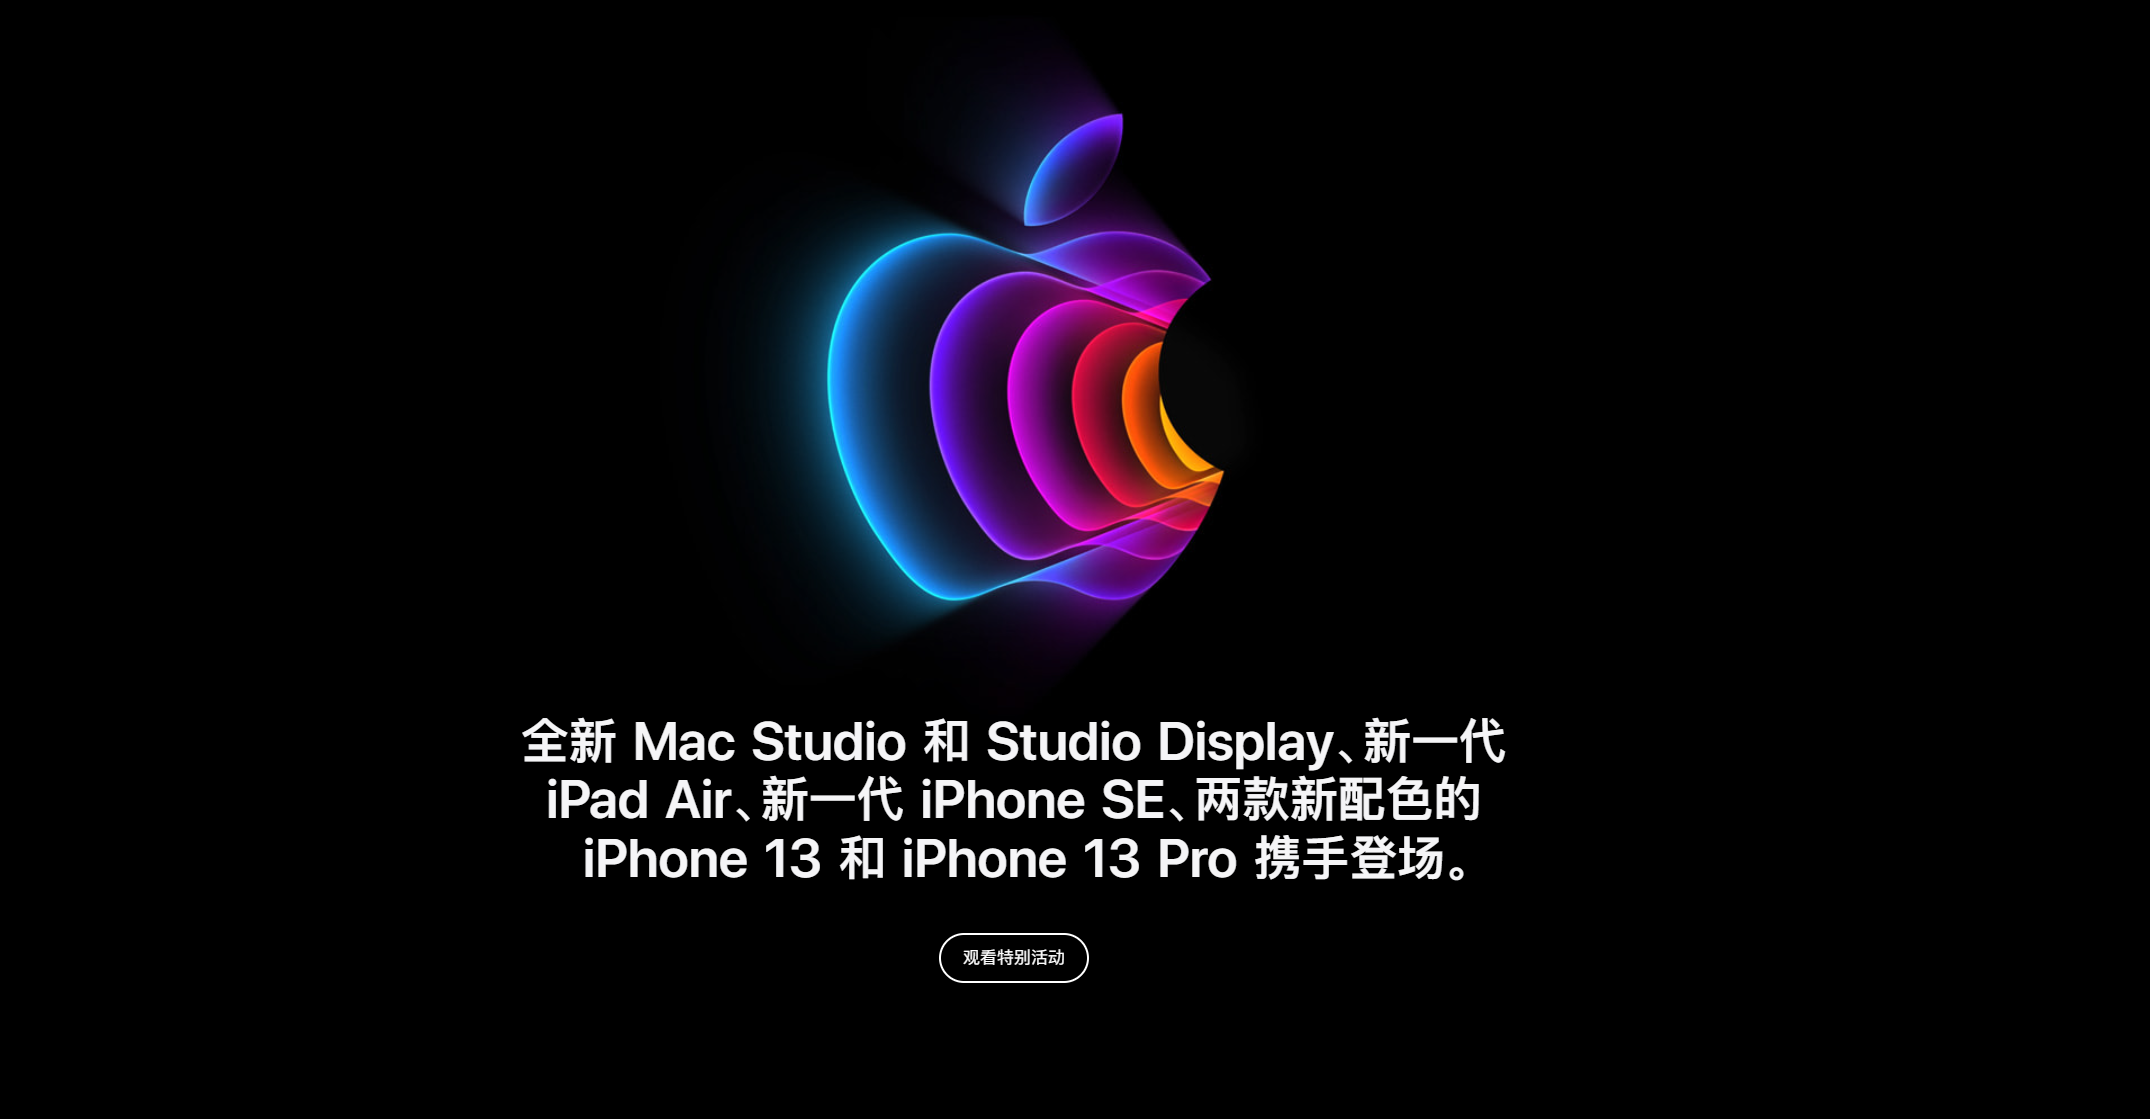 全新 Mac Studio 和 Studio Display、新一代
iPad Air、新一代 iPhone SE、两款新配色的
iPhone 13 和 iPhone 13 Pro 携手登场。
观看特别活动